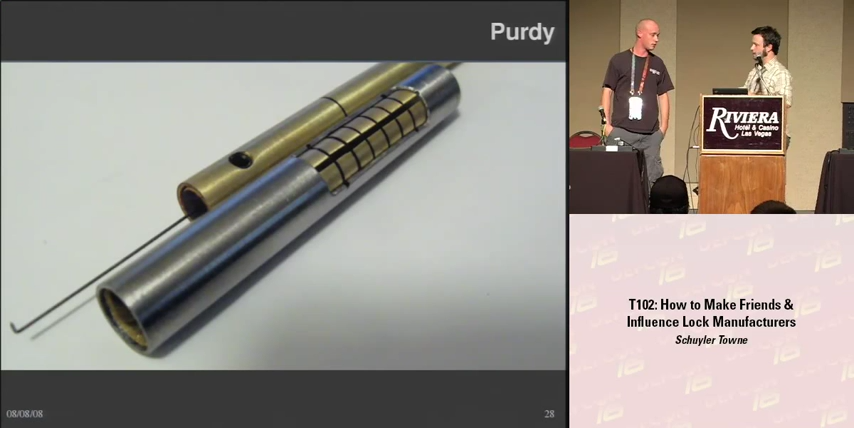 Purdy
08/08/08
28
RIVIERA
Hotel & Casino
Las Vegas
T102: How to Make Friends &
Influence Lock Manufacturers
Schuyler Towne